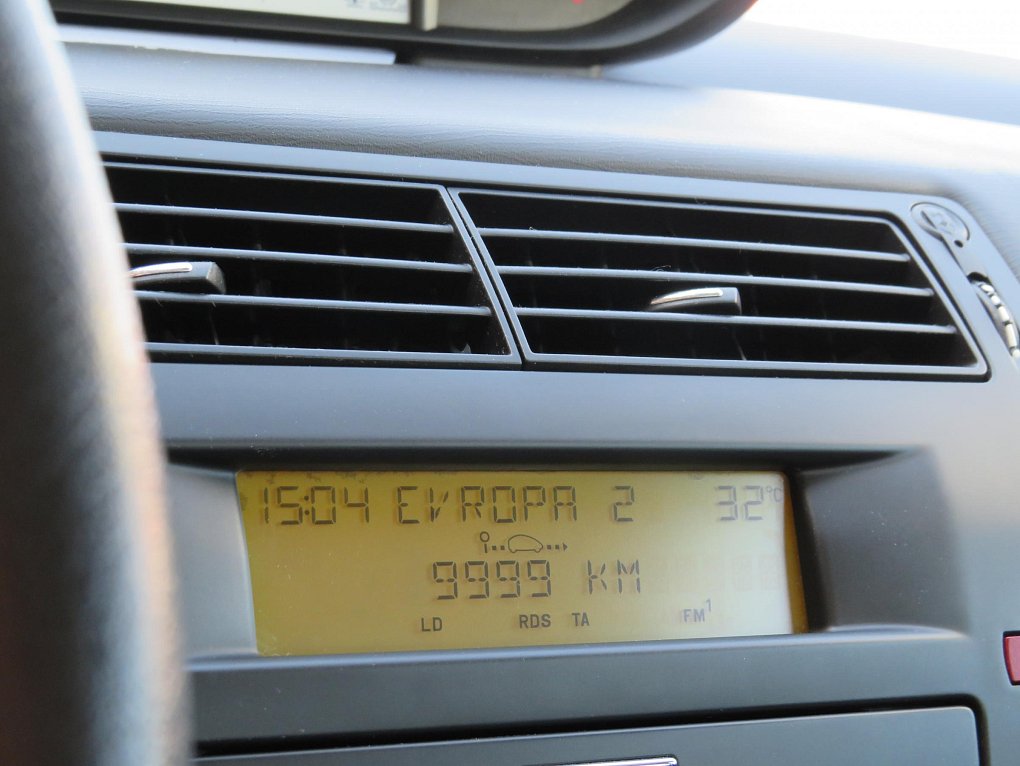 15:04 EVROPA 2 32°C
9999 KM
LD RDS TA FM1